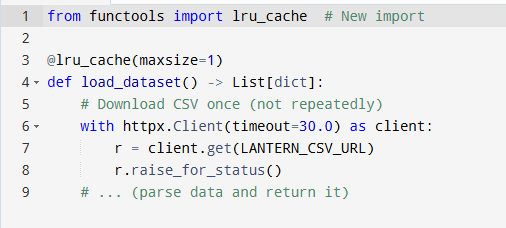 1 from functools import lru_cache  # New import
2
3 @lru_cache(maxsize=1)
4 def load_dataset() -> List[dict]:
5     # Download CSV once (not repeatedly)
6     with httpx.Client(timeout=30.0) as client:
7         r = client.get(LANTERN_CSV_URL)
8         r.raise_for_status()
9     # ... (parse data and return it)